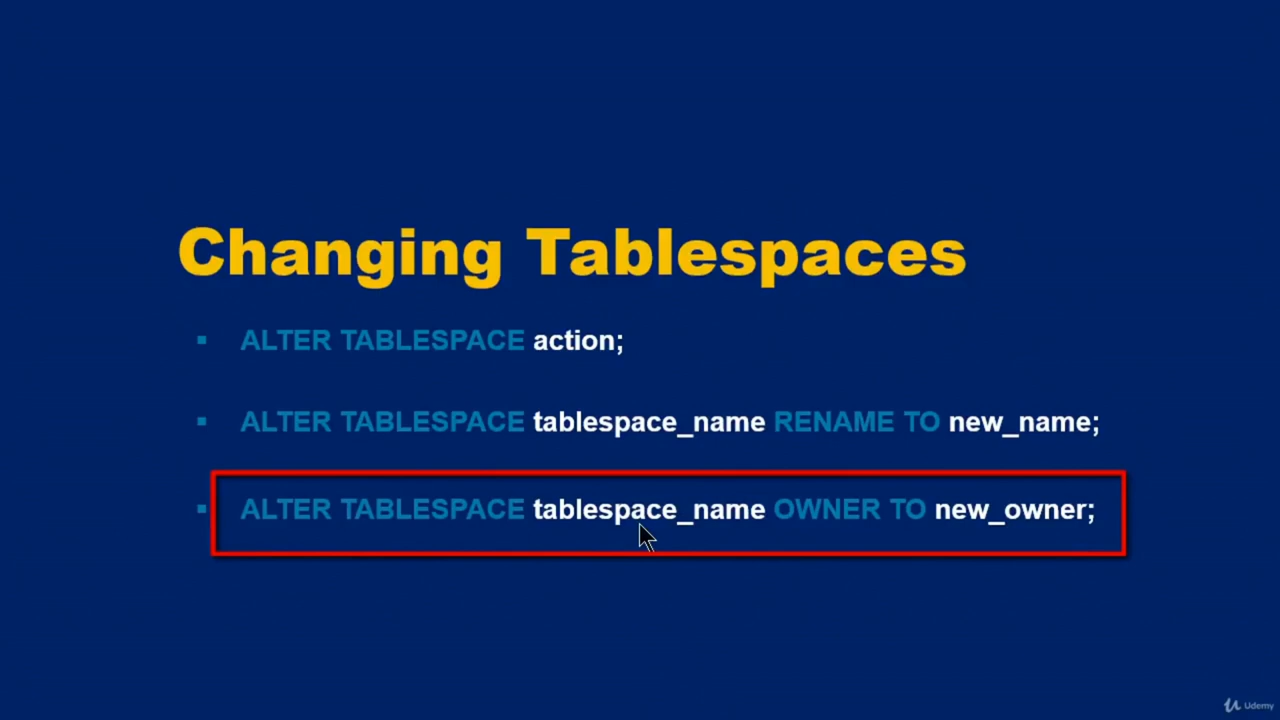 Changing Tablespaces
▪ ALTER TABLESPACE action;
▪ ALTER TABLESPACE tablespace_name RENAME TO new_name;
▪ ALTER TABLESPACE tablespace_name OWNER TO new_owner;
Udemy